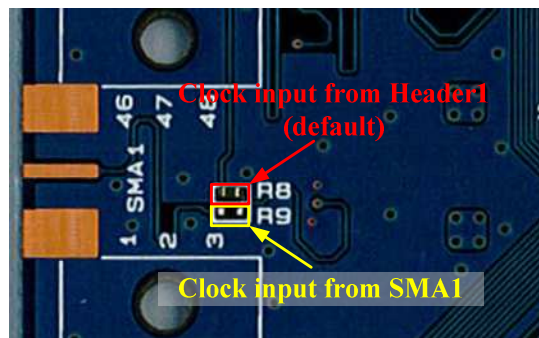 Clock input from Header1
(default)
46 47 48
SMA1
R8
R9
1 2 3
Clock input from SMA1